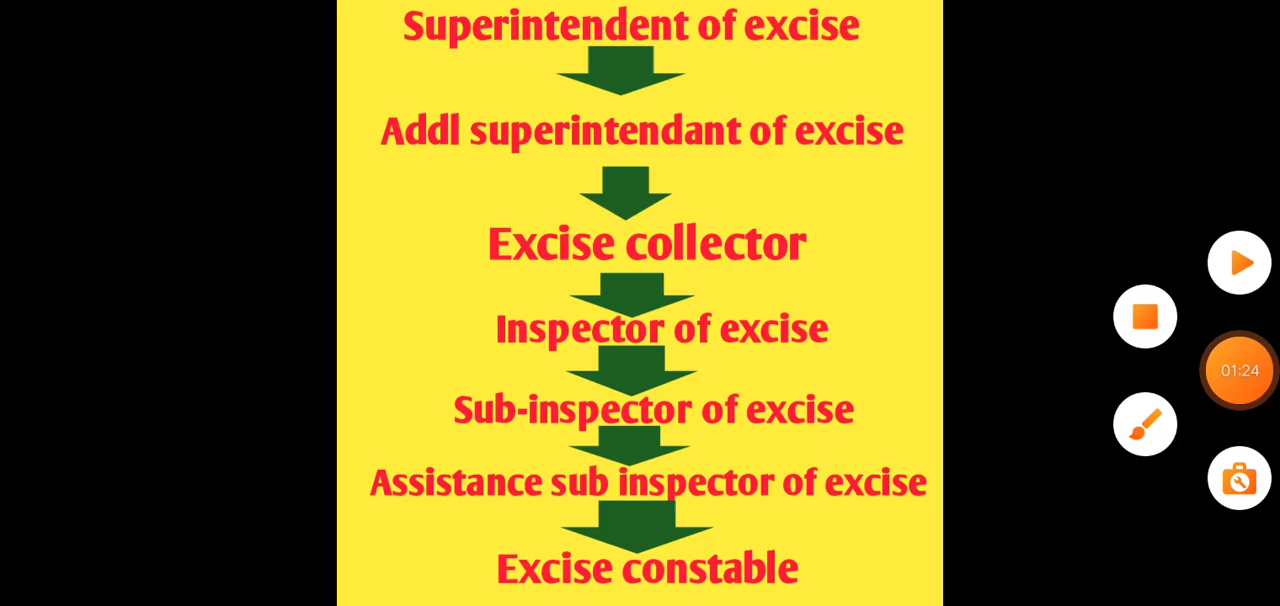 Superintendent of excise
Addl superintendant of excise
Excise collector
Inspector of excise
Sub-inspector of excise
Assistance sub inspector of excise
Excise constable
01:24